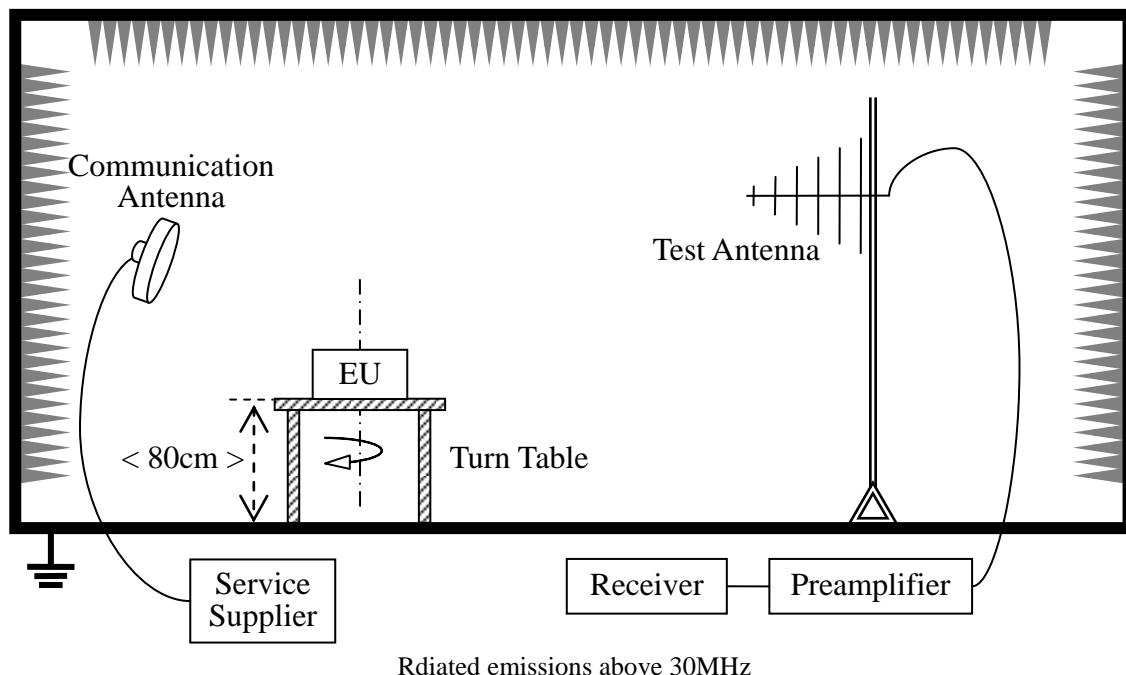 Communication
Antenna
Test Antenna
EU
< 80cm >
Turn Table
Service
Supplier
Receiver
Preamplifier
Rdiated emissions above 30MHz